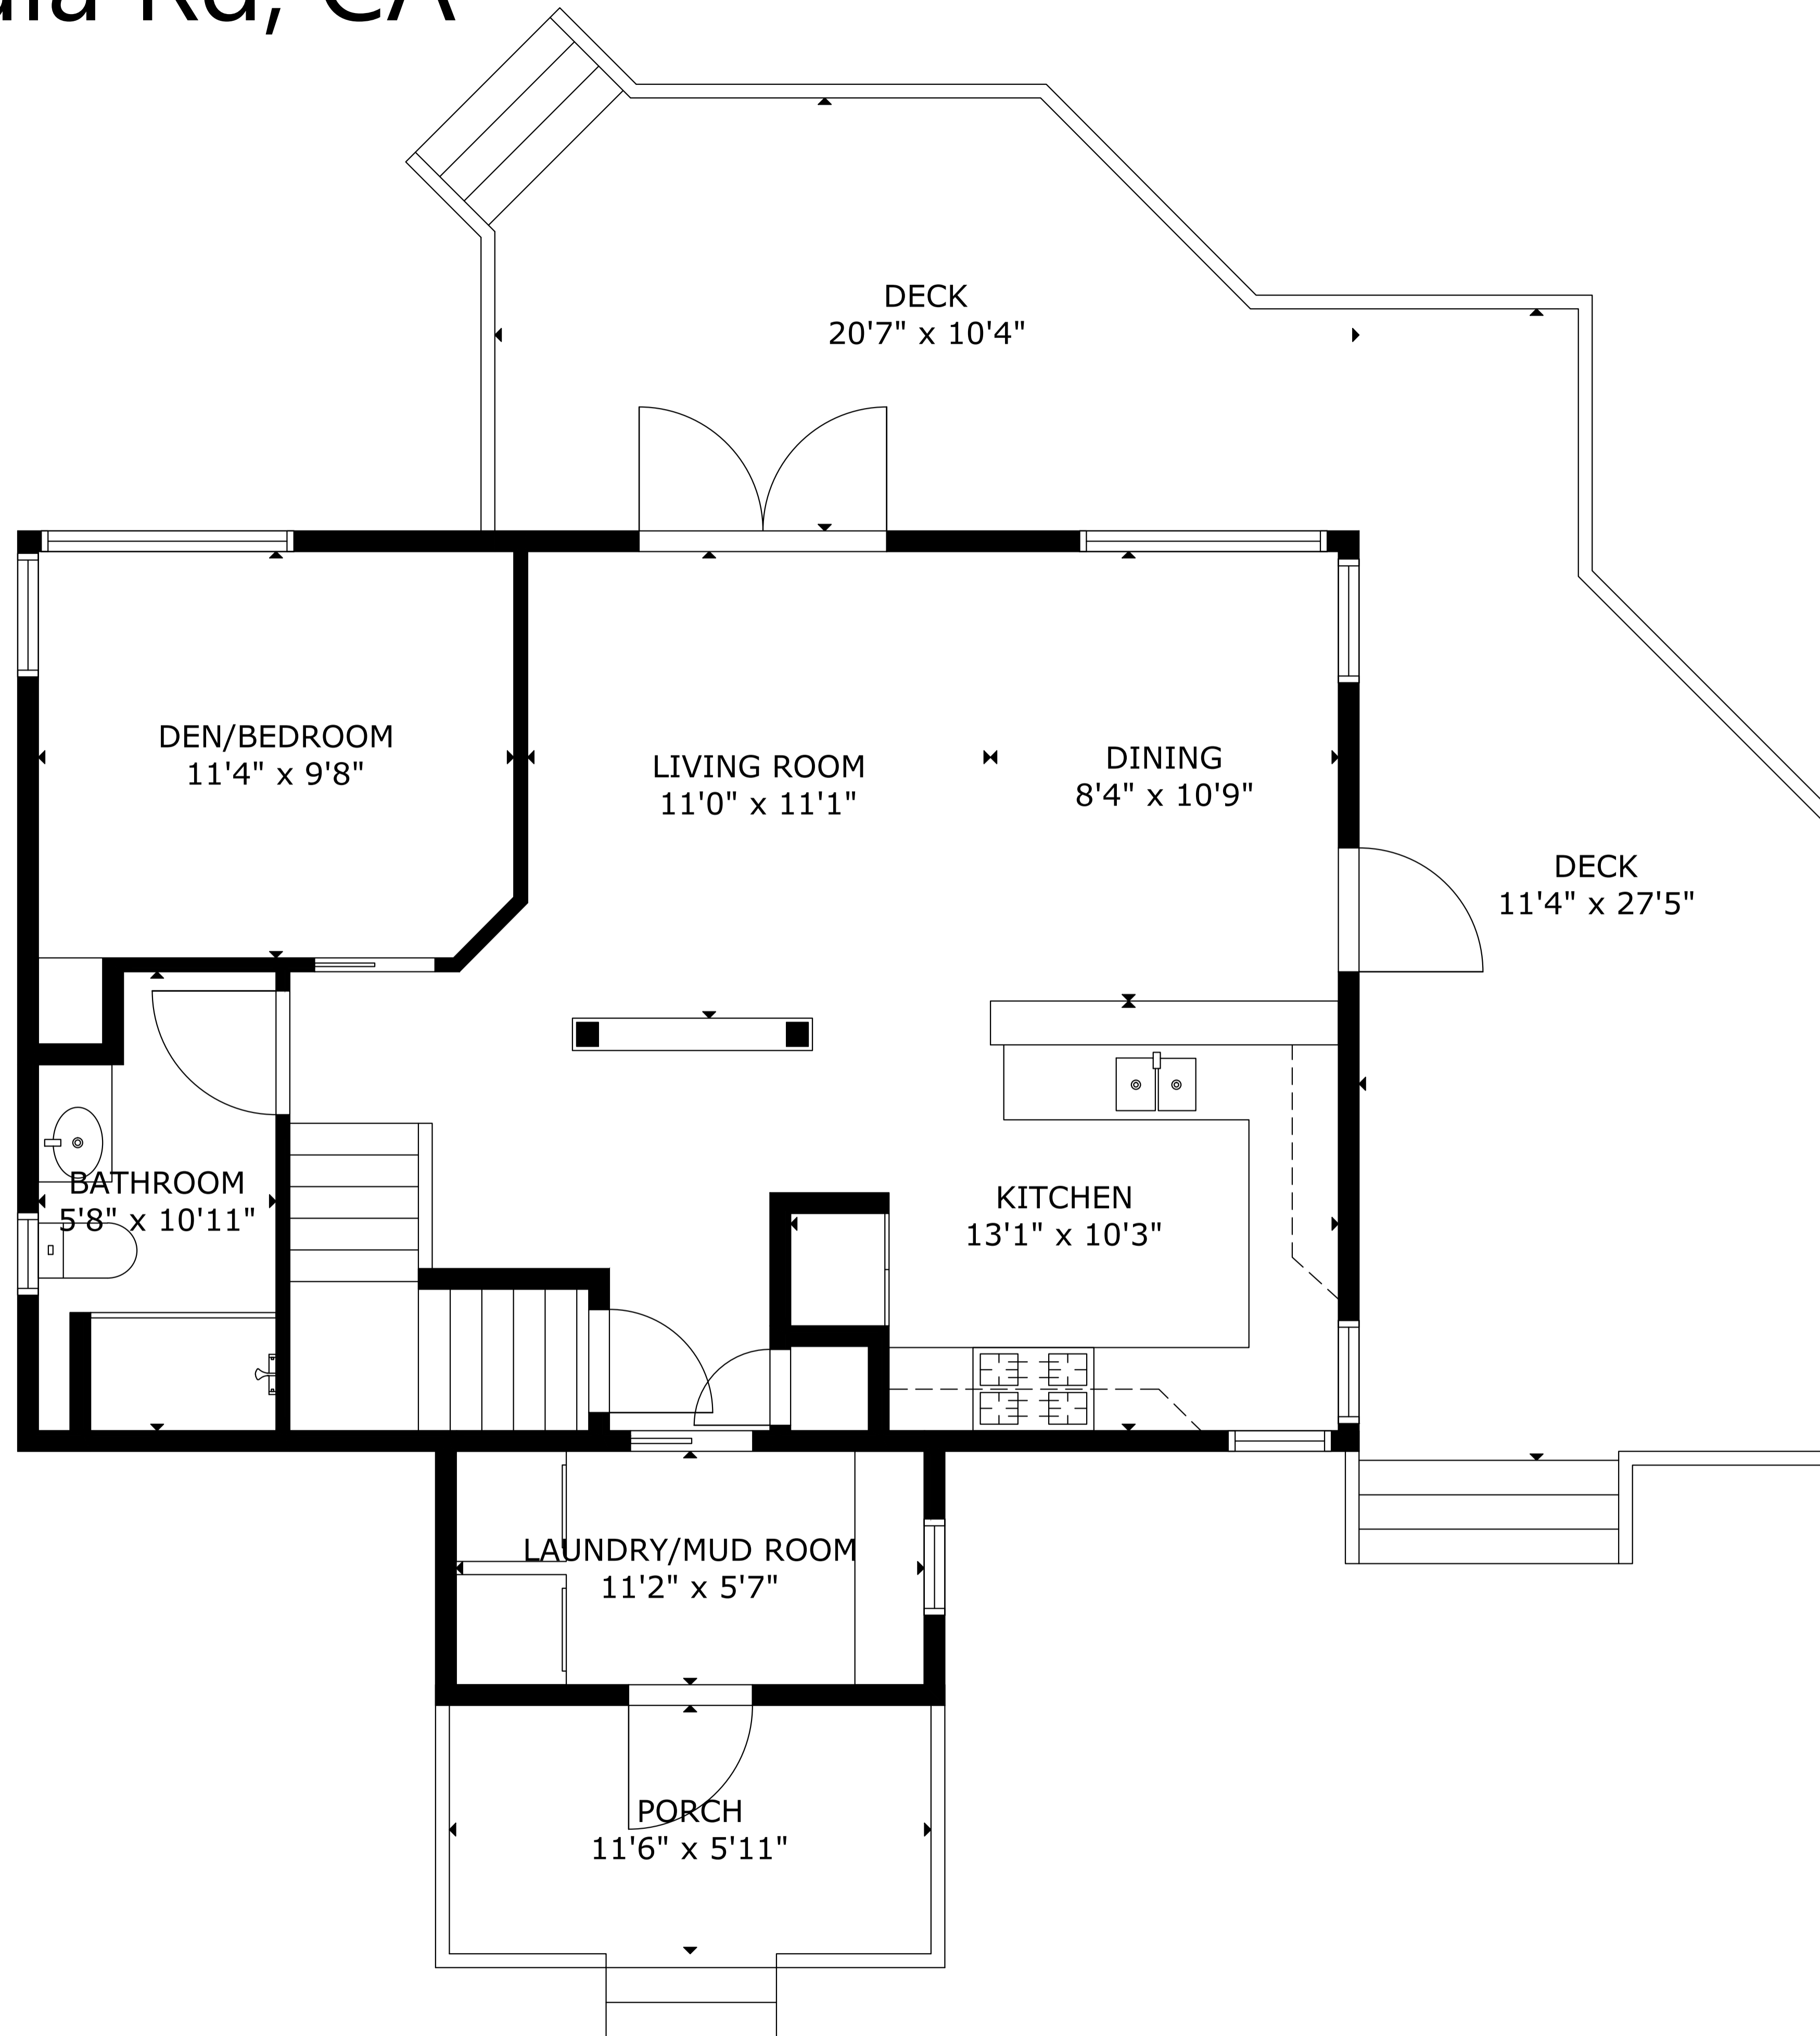 Rd, CA
DECK
20'7" x 10'4"
DEN/BEDROOM
11'4" x 9'8"
LIVING ROOM
11'0" x 11'1"
DINING
8'4" x 10'9"
DECK
11'4" x 27'5"
BATHROOM
5'8" x 10'11"
KITCHEN
13'1" x 10'3"
LAUNDRY/MUD ROOM
11'2" x 5'7"
PORCH
11'6" x 5'11"